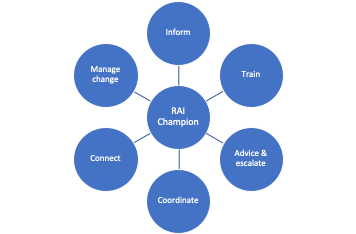 Inform
Manage
change
Train
RAI
Champion
Connect
Advice &
escalate
Coordinate